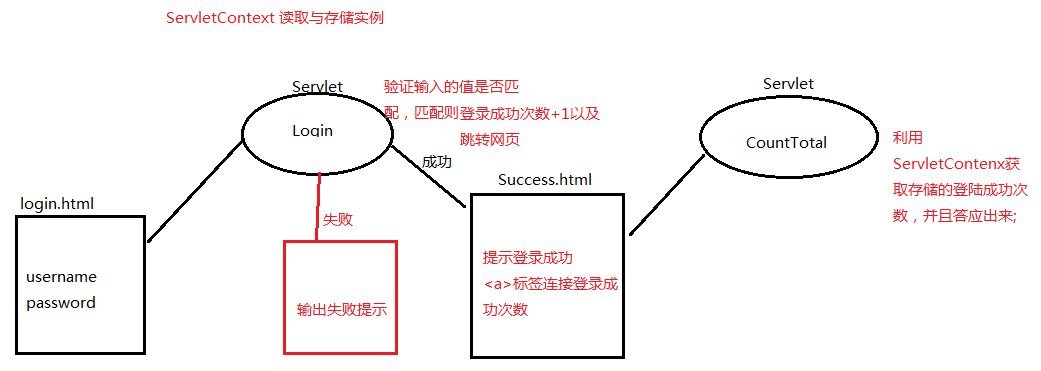 ServletContext 读取与存储实例
Servlet
Login
验证输入的值是否匹
配，匹配则登录成功次数+1以及
跳转网页
成功
失败
login.html
username
password
输出失败提示
Success.html
提示登录成功
<a>标签连接登录成
功次数
Servlet
CountTotal
利用
ServletContenx获
取存储的登陆成功次
数，并且答应出来;